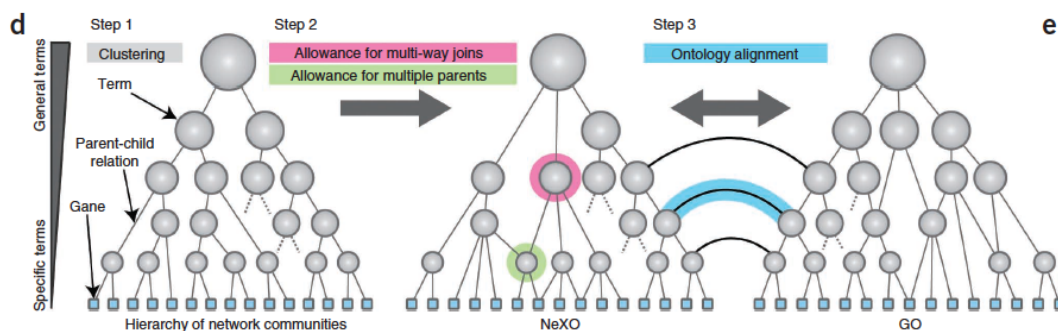 d
e
Step 1
Step 2
Step 3
Clustering
Allowance for multi-way joins
Allowance for multiple parents
Ontology alignment
General terms
Specific terms
Term
Parent-child
relation
Gane
Hierarchy of network communities
NeXO
GO